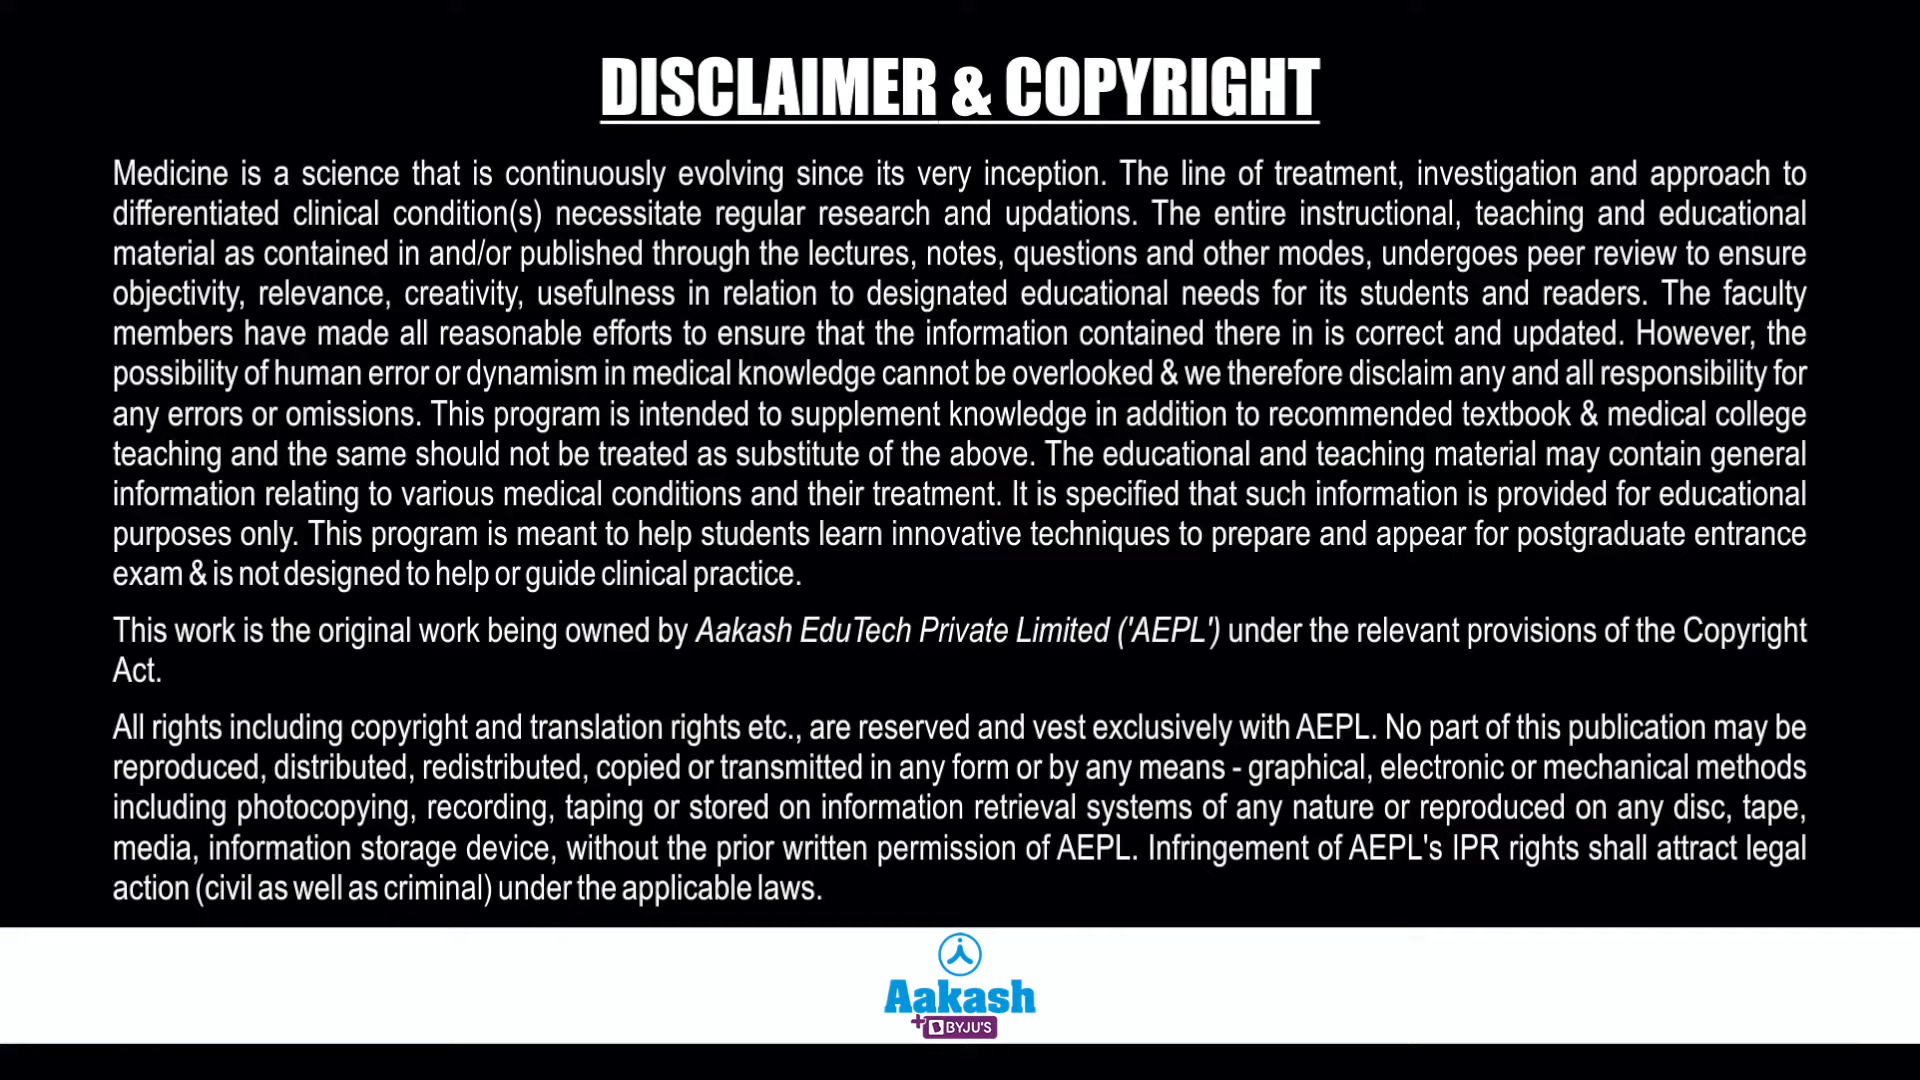 DISCLAIMER & COPYRIGHT
Medicine is a science that is continuously evolving since its very inception. The line of treatment, investigation and approach to
differentiated clinical condition(s) necessitate regular research and updations. The entire instructional, teaching and educational
material as contained in and/or published through the lectures, notes, questions and other modes, undergoes peer review to ensure
objectivity, relevance, creativity, usefulness in relation to designated educational needs for its students and readers. The faculty
members have made all reasonable efforts to ensure that the information contained there in is correct and updated. However, the
possibility of human error or dynamism in medical knowledge cannot be overlooked & we therefore disclaim any and all responsibility for
any errors or omissions. This program is intended to supplement knowledge in addition to recommended textbook & medical college
teaching and the same should not be treated as substitute of the above. The educational and teaching material may contain general
information relating to various medical conditions and their treatment. It is specified that such information is provided for educational
purposes only. This program is meant to help students learn innovative techniques to prepare and appear for postgraduate entrance
exam & is not designed to help or guide clinical practice.
This work is the original work being owned by Aakash EduTech Private Limited ('AEPL') under the relevant provisions of the Copyright
Act.
All rights including copyright and translation rights etc., are reserved and vest exclusively with AEPL. No part of this publication may be
reproduced, distributed, redistributed, copied or transmitted in any form or by any means - graphical, electronic or mechanical methods
including photocopying, recording, taping or stored on information retrieval systems of any nature or reproduced on any disc, tape,
media, information storage device, without the prior written permission of AEPL. Infringement of AEPL's IPR rights shall attract legal
action (civil as well as criminal) under the applicable laws.
Aakash
+ BYJU'S